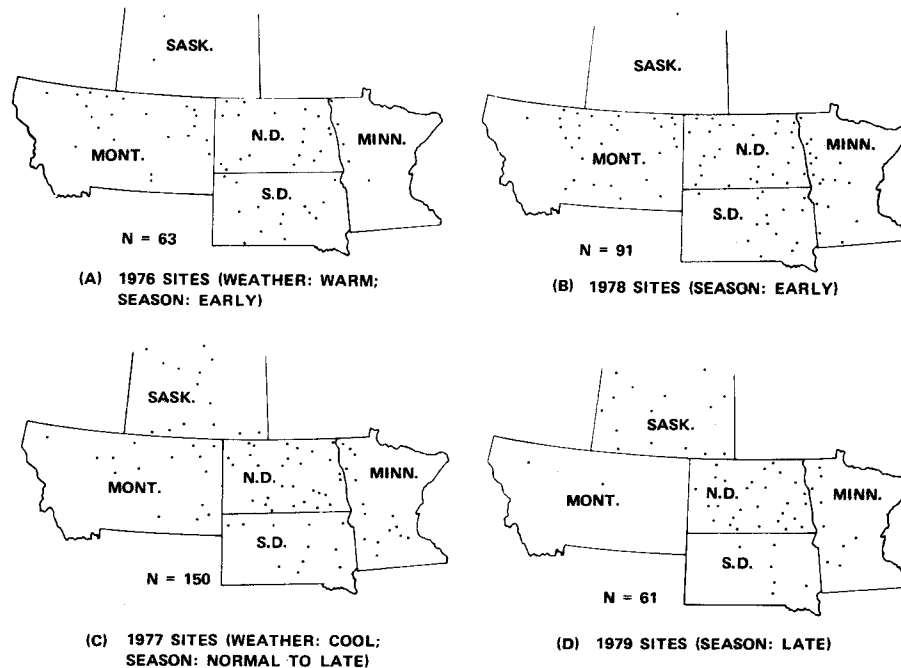 SASK.
MONT.
N.D.
S.D.
MINN.
N = 63
(A) 1976 SITES (WEATHER: WARM;
SEASON: EARLY)
SASK.
MONT.
N.D.
S.D.
MINN.
N = 91
(B) 1978 SITES (SEASON: EARLY)
SASK.
MONT.
N.D.
S.D.
MINN.
N = 150
(C) 1977 SITES (WEATHER: COOL;
SEASON: NORMAL TO LATE)
SASK.
MONT.
N.D.
S.D.
MINN.
N = 61
(D) 1979 SITES (SEASON: LATE)